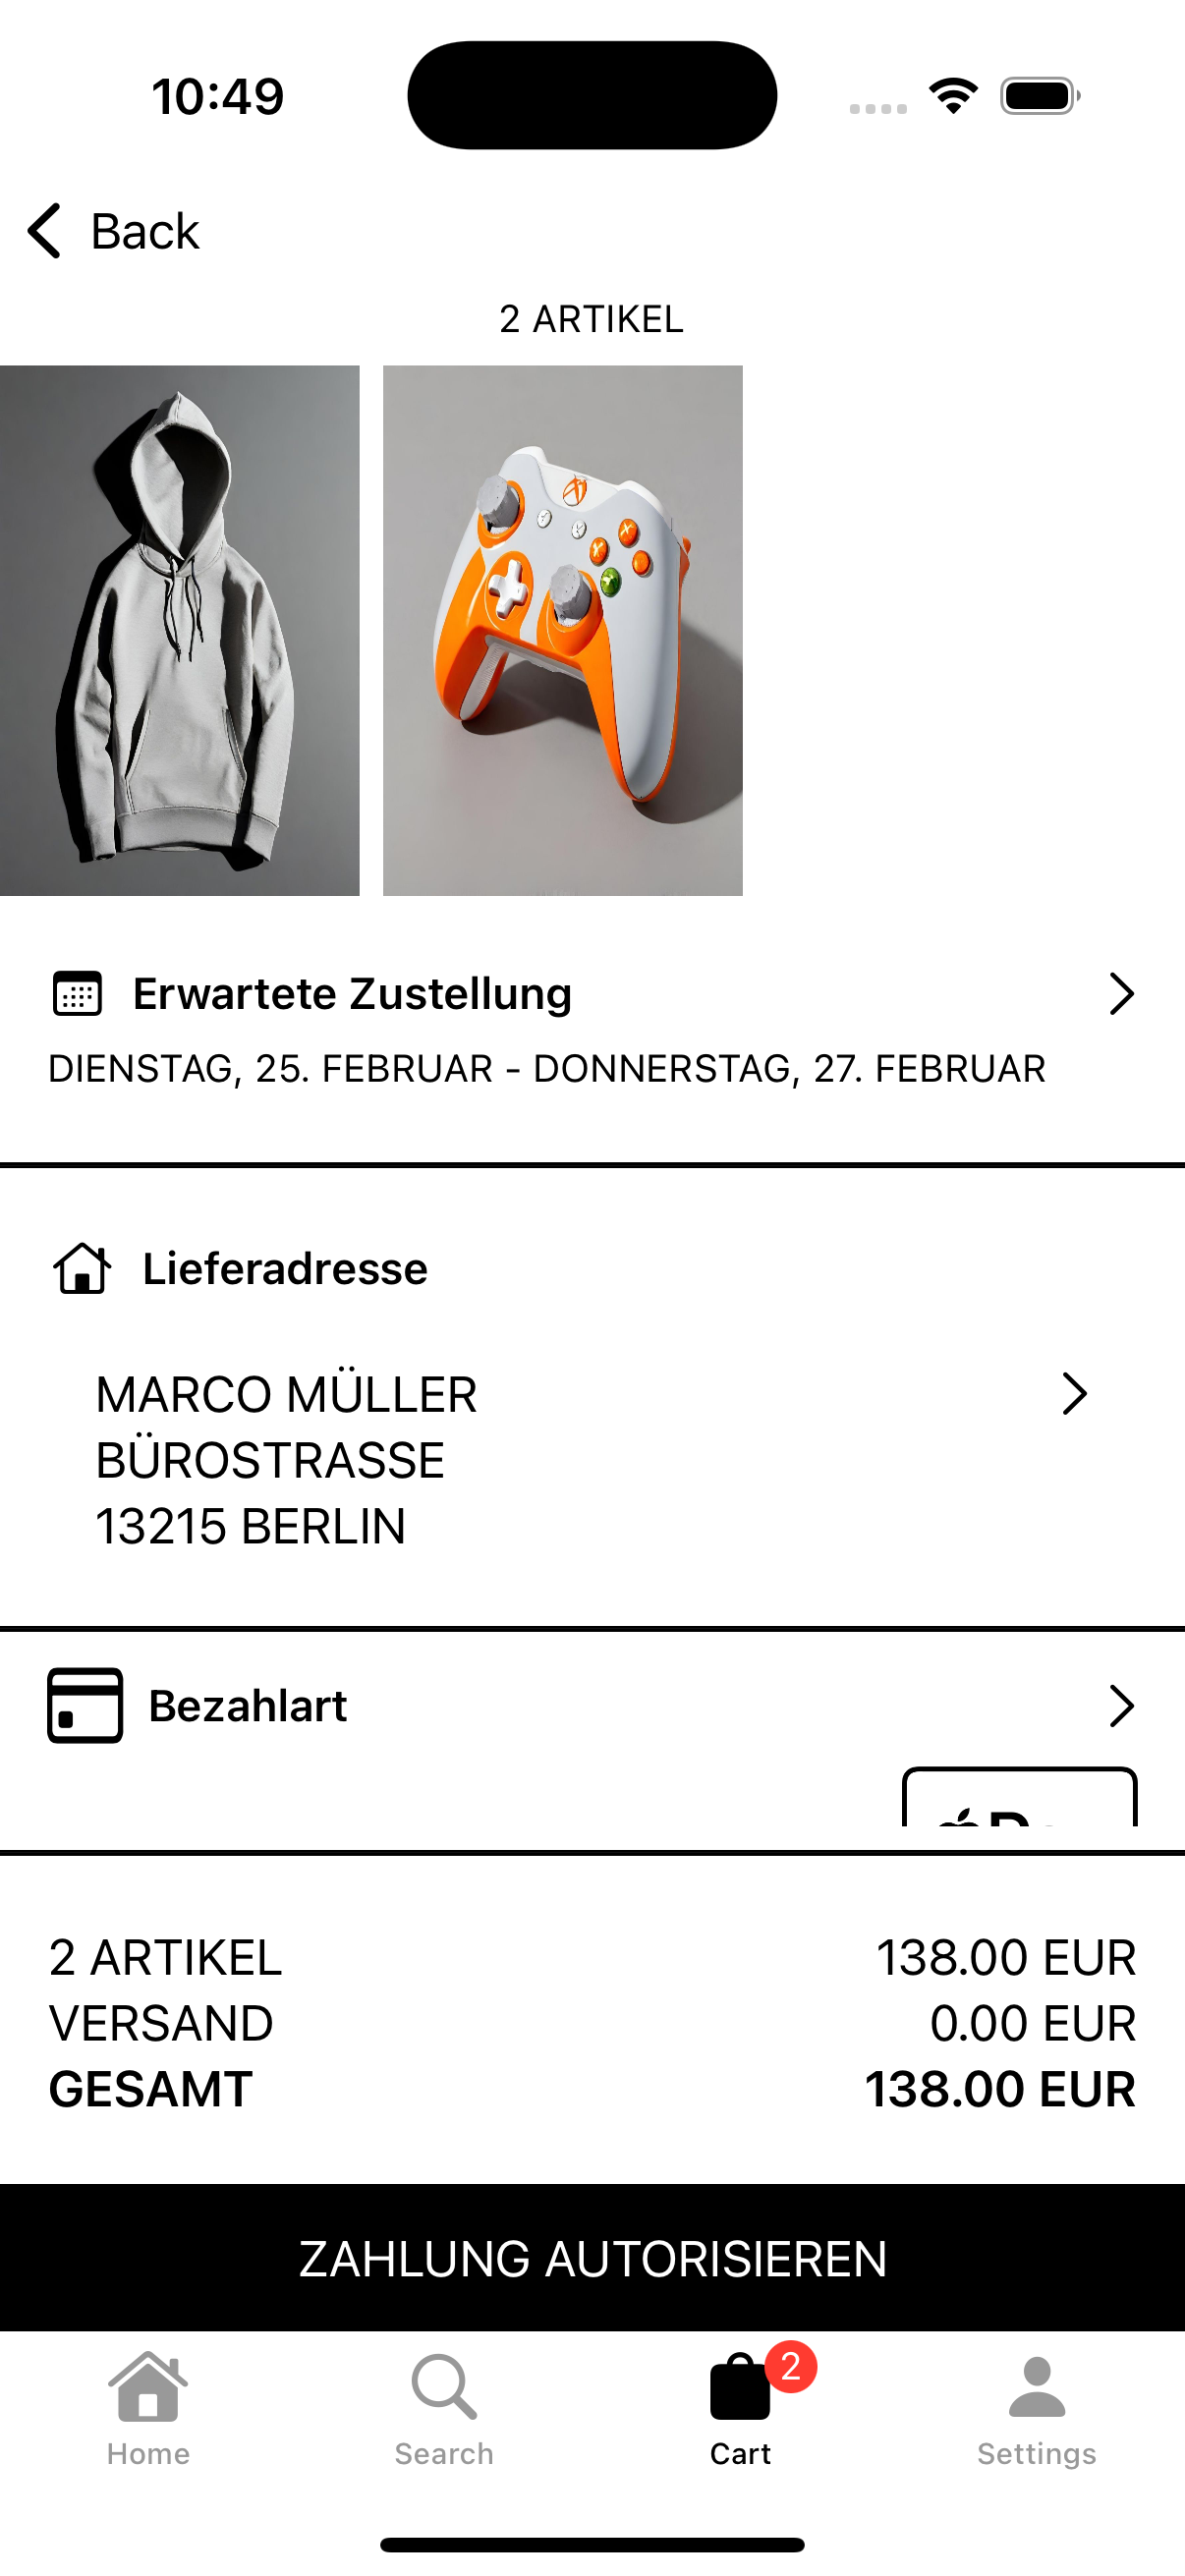 10:49
Back
2 ARTIKEL
Erwartete Zustellung
DIENSTAG, 25. FEBRUAR - DONNERSTAG, 27. FEBRUAR
Lieferadresse
MARCO MÜLLER
BÜROSTRASSE
13215 BERLIN
Bezahlart
2 ARTIKEL 138.00 EUR
VERSAND 0.00 EUR
GESAMT 138.00 EUR
ZAHLUNG AUTORISIEREN
2
Home Search Cart Settings